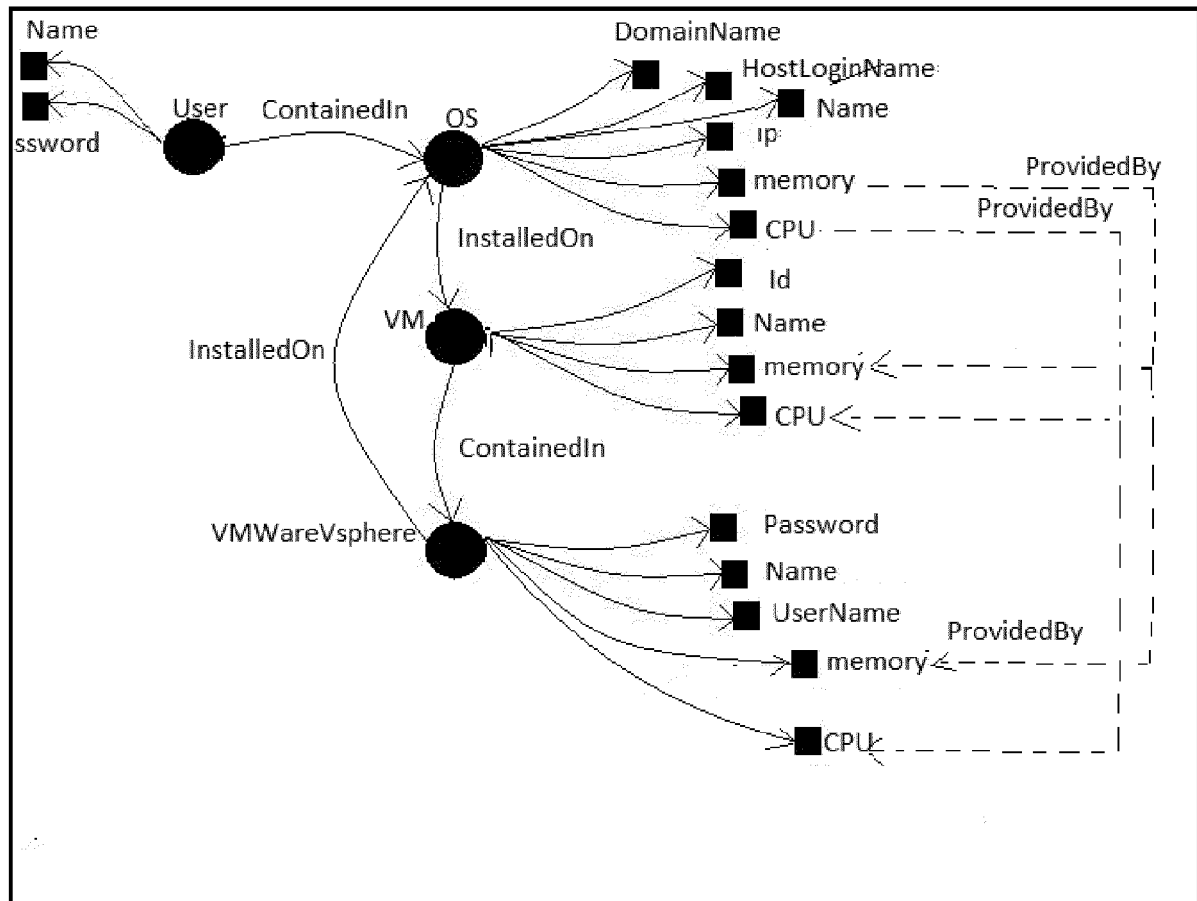 Name
DomainName
HostLoginName
User
ContainedIn
OS
Name
ssword
ip
memory
ProvidedBy
ProvidedBy
CPU
InstalledOn
Id
VM
Name
InstalledOn
memory
CPU
ContainedIn
VMWareVsphere
Password
Name
UserName
ProvidedBy
memory
CPU